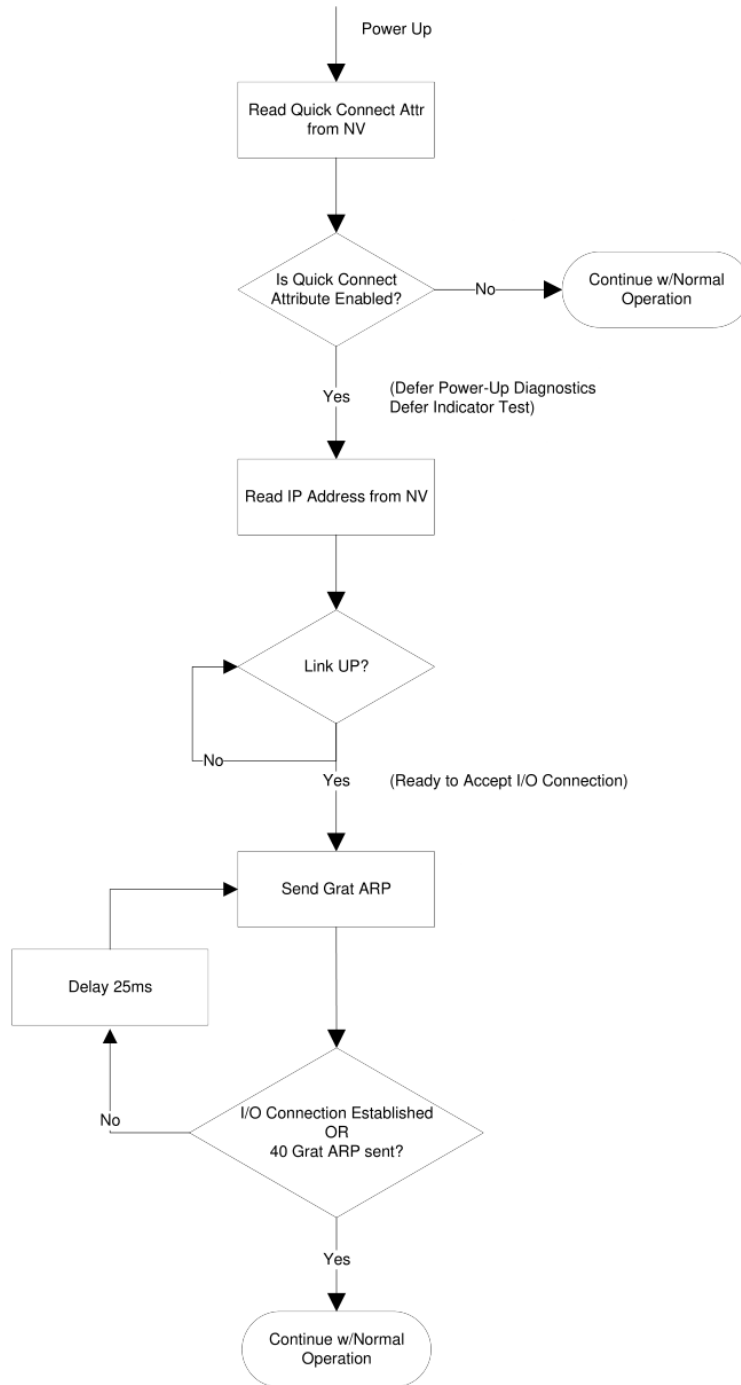 Power Up
Read Quick Connect Attr
from NV
Is Quick Connect
Attribute Enabled?
No
Continue w/Normal
Operation
Yes
(Defer Power-Up Diagnostics
Defer Indicator Test)
Read IP Address from NV
Link UP?
No
Yes
(Ready to Accept I/O Connection)
Send Grat ARP
Delay 25ms
I/O Connection Established
OR
40 Grat ARP sent?
No
Yes
Continue w/Normal
Operation